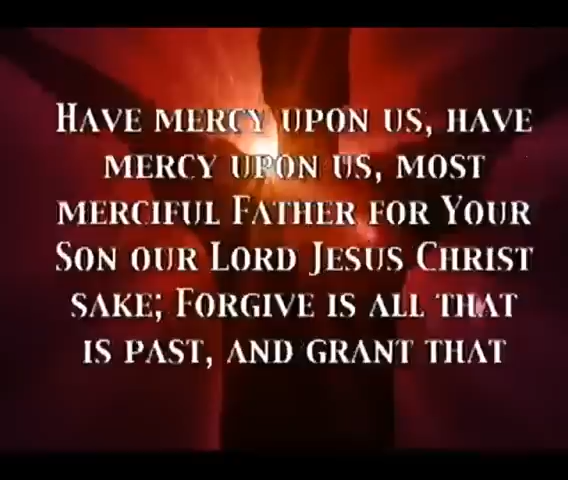 Have mercy upon us, have
mercy upon us, most
merciful Father for Your
Son our Lord Jesus Christ
sake; Forgive is all that
is past, and grant that